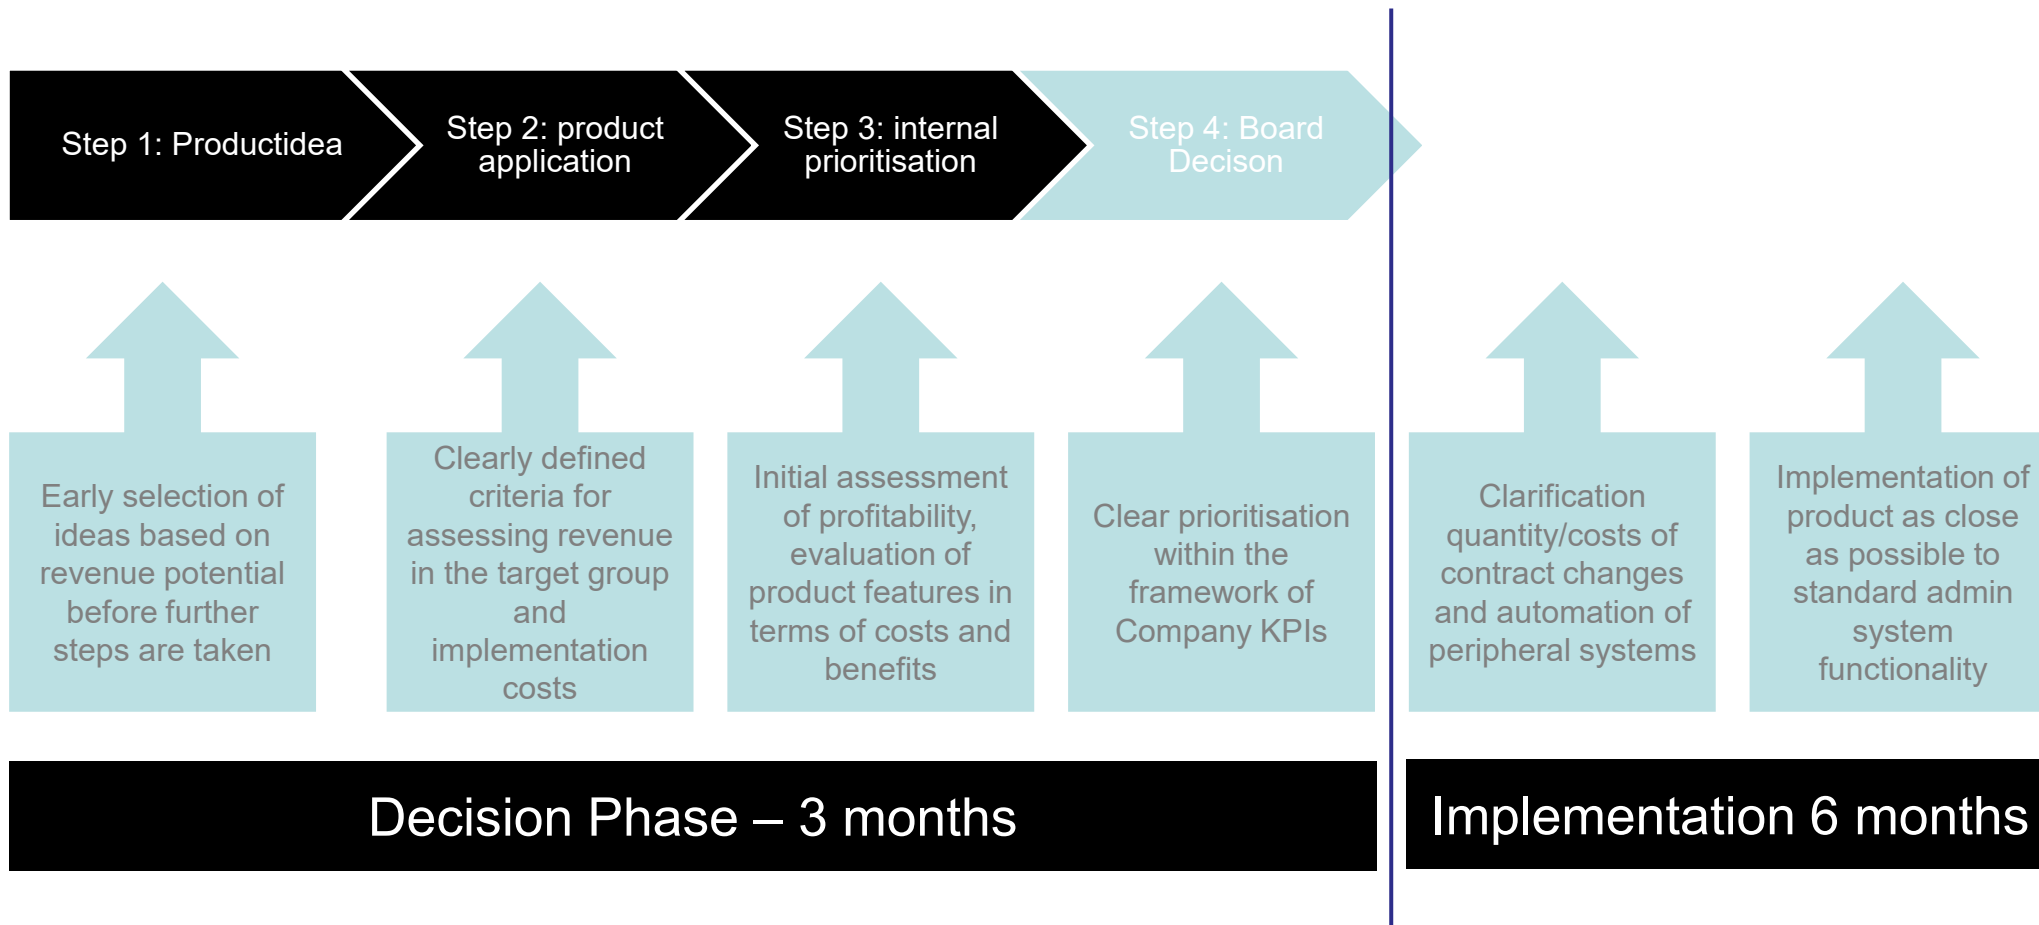 Step 1: Productidea
Step 2: product
application
Step 3: internal
prioritisation
Step 4: Board
Decison
Early selection of
ideas based on
revenue potential
before further
steps are taken
Clearly defined
criteria for
assessing revenue
in the target group
and
implementation
costs
Initial assessment
of profitability,
evaluation of
product features in
terms of costs and
benefits
Clear prioritisation
within the
framework of
Company KPIs
Clarification
quantity/costs of
contract changes
and automation of
peripheral systems
Implementation of
product as close
as possible to
standard admin
system
functionality
Decision Phase – 3 months
Implementation 6 months